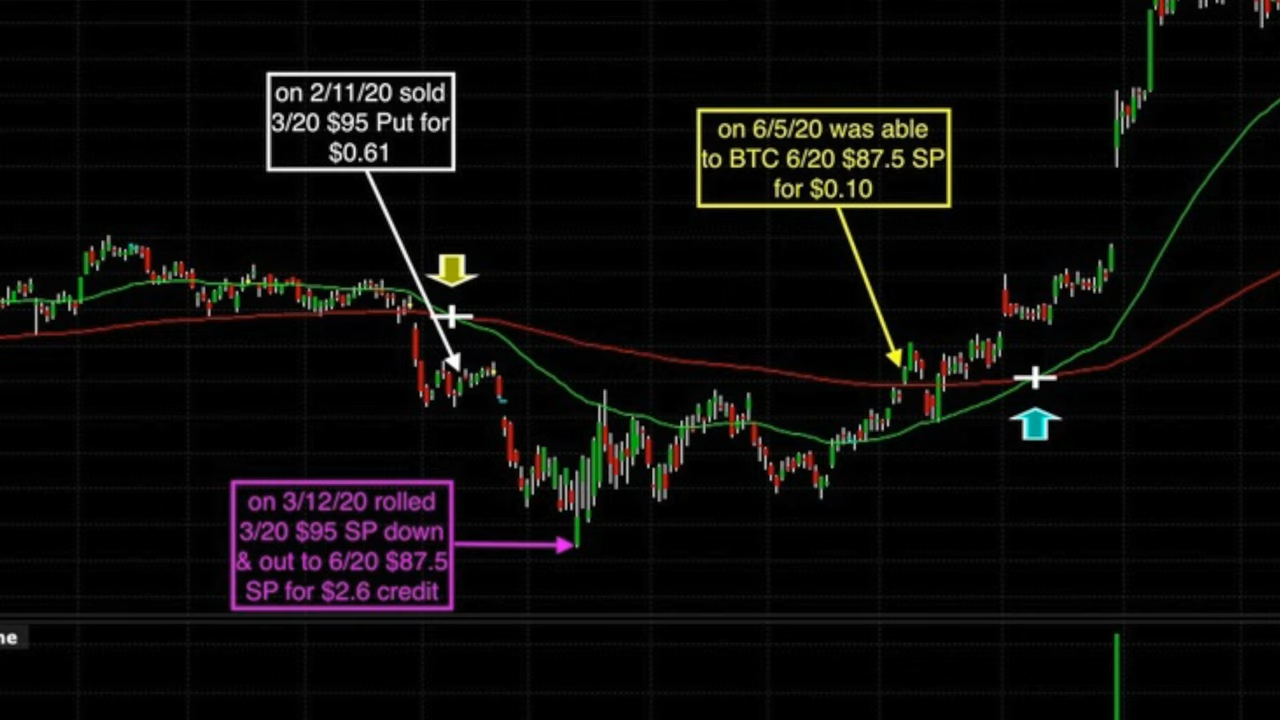 on 2/11/20 sold
3/20 $95 Put for
$0.61
on 6/5/20 was able
to BTC 6/20 $87.5 SP
for $0.10
on 3/12/20 rolled
3/20 $95 SP down
& out to 6/20 $87.5
SP for $2.6 credit